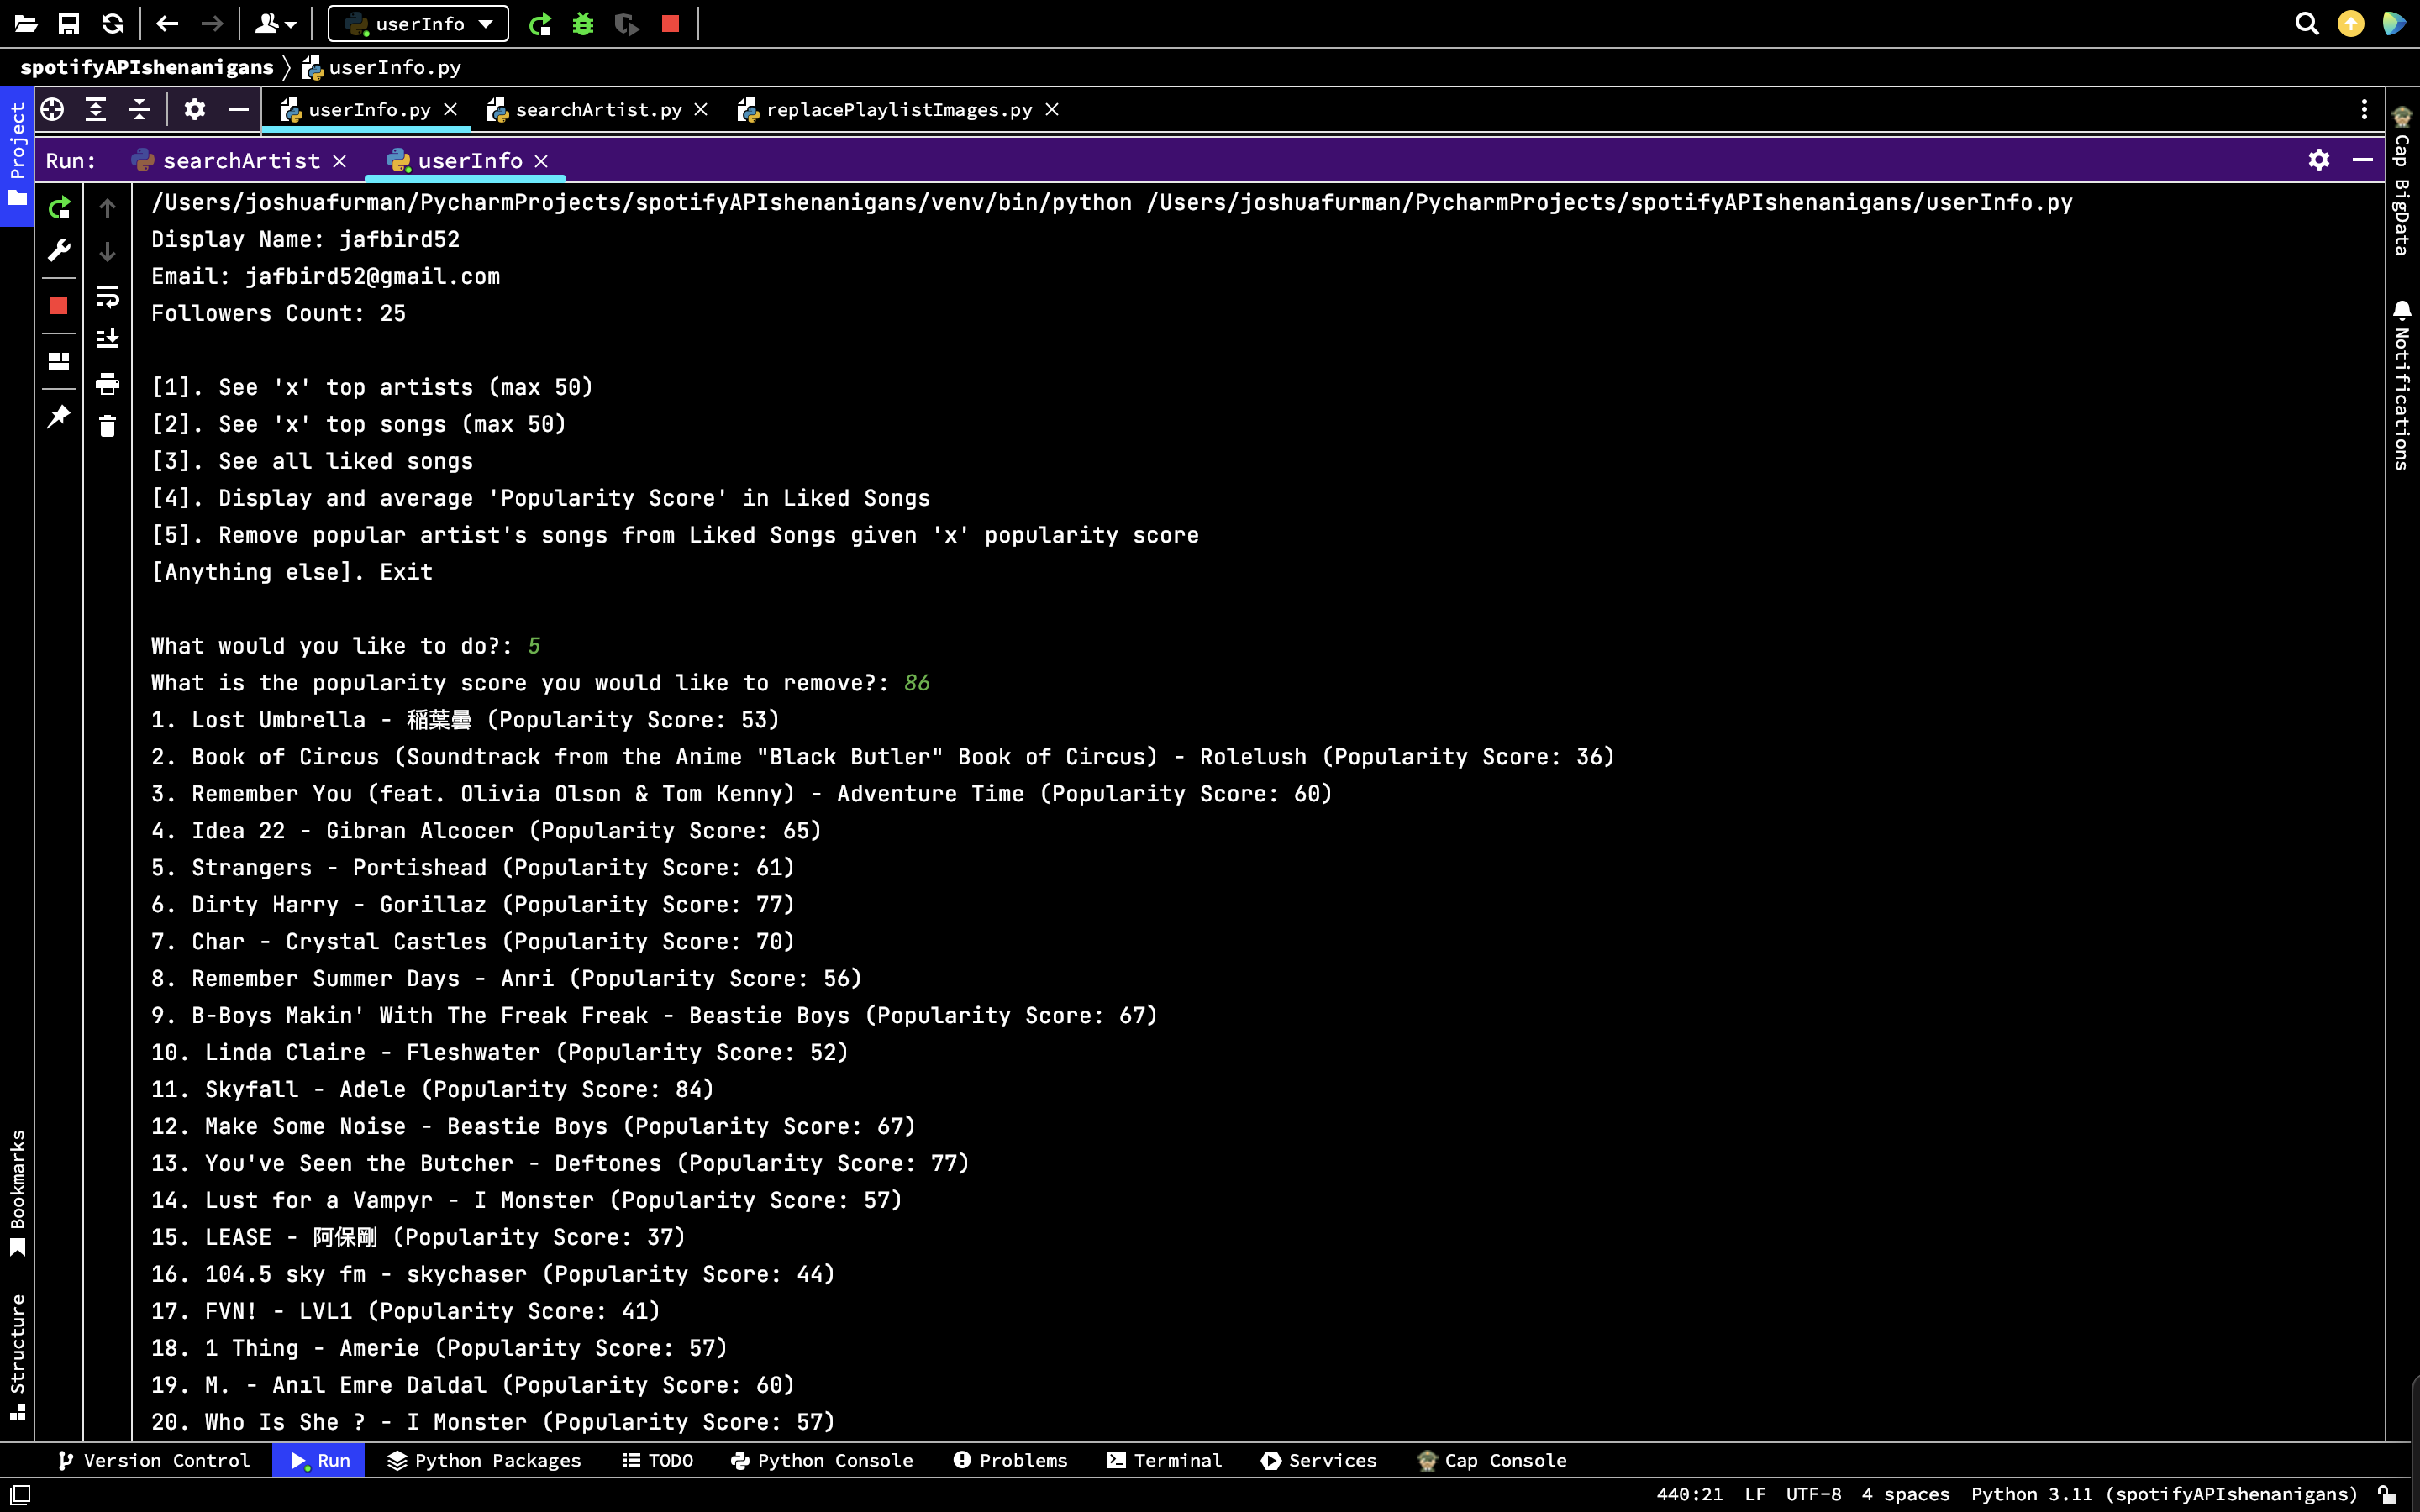 userInfo
spotifyAPIshenanigans 〉 userInfo.py
userInfo.py
searchArtist.py
replacePlaylistImages.py
Project
Run:
searchArtist
userInfo
/Users/joshuafurman/PycharmProjects/spotifyAPIshenanigans/venv/bin/python /Users/joshuafurman/PycharmProjects/spotifyAPIshenanigans/userInfo.py
Display Name: jafbird52
Email: jafbird52@gmail.com
Followers Count: 25
[1]. See 'x' top artists (max 50)
[2]. See 'x' top songs (max 50)
[3]. See all liked songs
[4]. Display and average 'Popularity Score' in Liked Songs
[5]. Remove popular artist's songs from Liked Songs given 'x' popularity score
[Anything else]. Exit
What would you like to do?: 5
What is the popularity score you would like to remove?: 86
1. Lost Umbrella - 稲葉曇 (Popularity Score: 53)
2. Book of Circus (Soundtrack from the Anime "Black Butler" Book of Circus) - Rolelush (Popularity Score: 36)
3. Remember You (feat. Olivia Olson & Tom Kenny) - Adventure Time (Popularity Score: 60)
4. Idea 22 - Gibran Alcocer (Popularity Score: 65)
5. Strangers - Portishead (Popularity Score: 61)
6. Dirty Harry - Gorillaz (Popularity Score: 77)
7. Char - Crystal Castles (Popularity Score: 70)
8. Remember Summer Days - Anri (Popularity Score: 56)
9. B-Boys Makin' With The Freak Freak - Beastie Boys (Popularity Score: 67)
10. Linda Claire - Fleshwater (Popularity Score: 52)
11. Skyfall - Adele (Popularity Score: 84)
12. Make Some Noise - Beastie Boys (Popularity Score: 67)
13. You've Seen the Butcher - Deftones (Popularity Score: 77)
14. Lust for a Vampyr - I Monster (Popularity Score: 57)
15. LEASE - 阿保剛 (Popularity Score: 37)
16. 104.5 sky fm - skychaser (Popularity Score: 44)
17. FVN! - LVL1 (Popularity Score: 41)
18. 1 Thing - Amerie (Popularity Score: 57)
19. M. - Anıl Emre Daldal (Popularity Score: 60)
20. Who Is She ? - I Monster (Popularity Score: 57)
Bookmarks
Structure
Cap BigData
Notifications
Version Control
Run
Python Packages
TODO
Python Console
Problems
Terminal
Services
Cap Console
440:21 LF UTF-8 4 spaces Python 3.11 (spotifyAPIshenanigans)